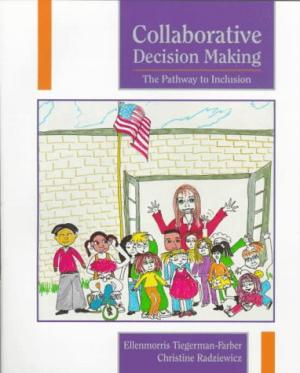 Collaborative
Decision Making
The Pathway to Inclusion
Ellenmorris Tiegerman-Farber
Christine Radziewicz